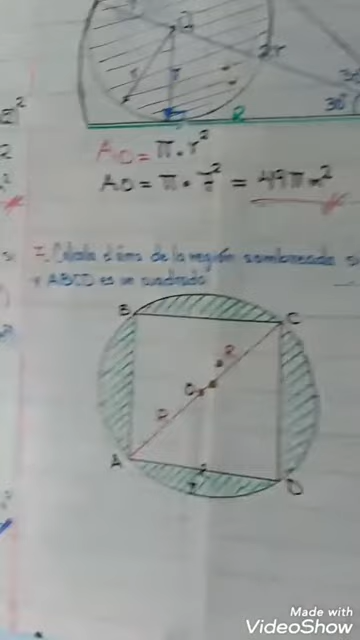 2r
30°
R
A⊙ = π · r²
A⊙ = π · 7² = 49π m²
7. Calcula el área de la región sombreada si
ABCD es un cuadrado
B
C
R
O
R
A
D
Made with
VideoShow